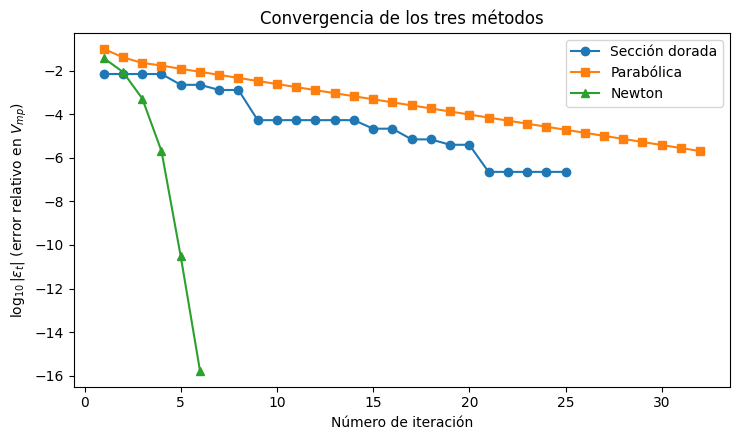 Convergencia de los tres métodos
Sección dorada
Parabólica
Newton
log₁₀ |εₜ| (error relativo en Vₘₚ)
−2
−4
−6
−8
−10
−12
−14
−16
0 5 10 15 20 25 30
Número de iteración